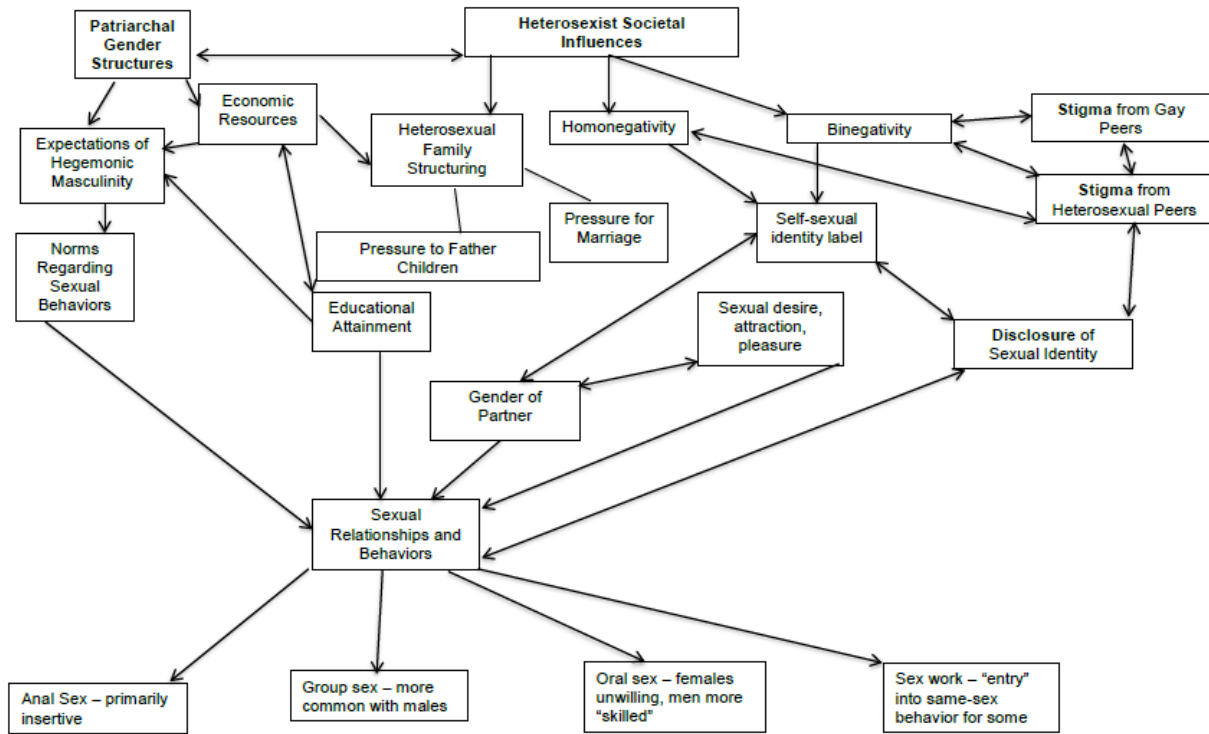 Patriarchal
Gender
Structures
Heterosexist Societal
Influences
Economic
Resources
Expectations of
Hegemonic
Masculinity
Heterosexual
Family
Structuring
Homonegativity
Binegativity
Stigma from Gay
Peers
Stigma from
Heterosexual Peers
Norms
Regarding
Sexual
Behaviors
Pressure to Father
Children
Pressure for
Marriage
Self-sexual
identity label
Educational
Attainment
Sexual desire,
attraction,
pleasure
Disclosure of
Sexual Identity
Gender of
Partner
Sexual
Relationships and
Behaviors
Anal Sex – primarily
insertive
Group sex – more
common with males
Oral sex – females
unwilling, men more
“skilled”
Sex work – “entry”
into same-sex
behavior for some